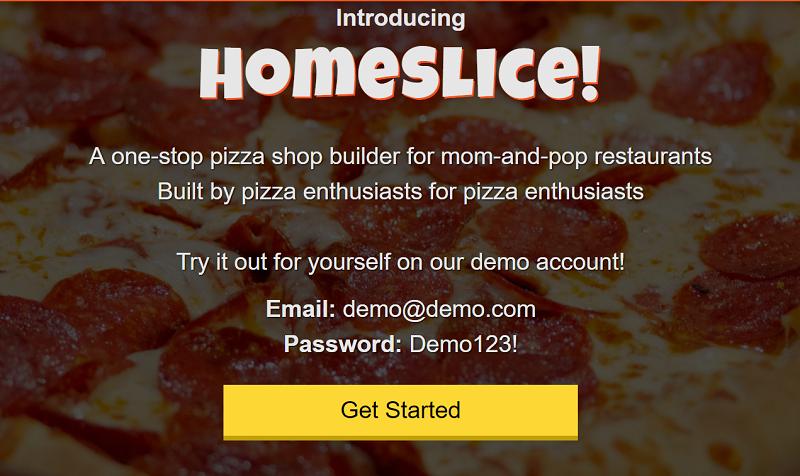 Introducing
HOMESLICE!
A one-stop pizza shop builder for mom-and-pop restaurants
Built by pizza enthusiasts for pizza enthusiasts
Try it out for yourself on our demo account!
Email: demo@demo.com
Password: Demo123!
Get Started